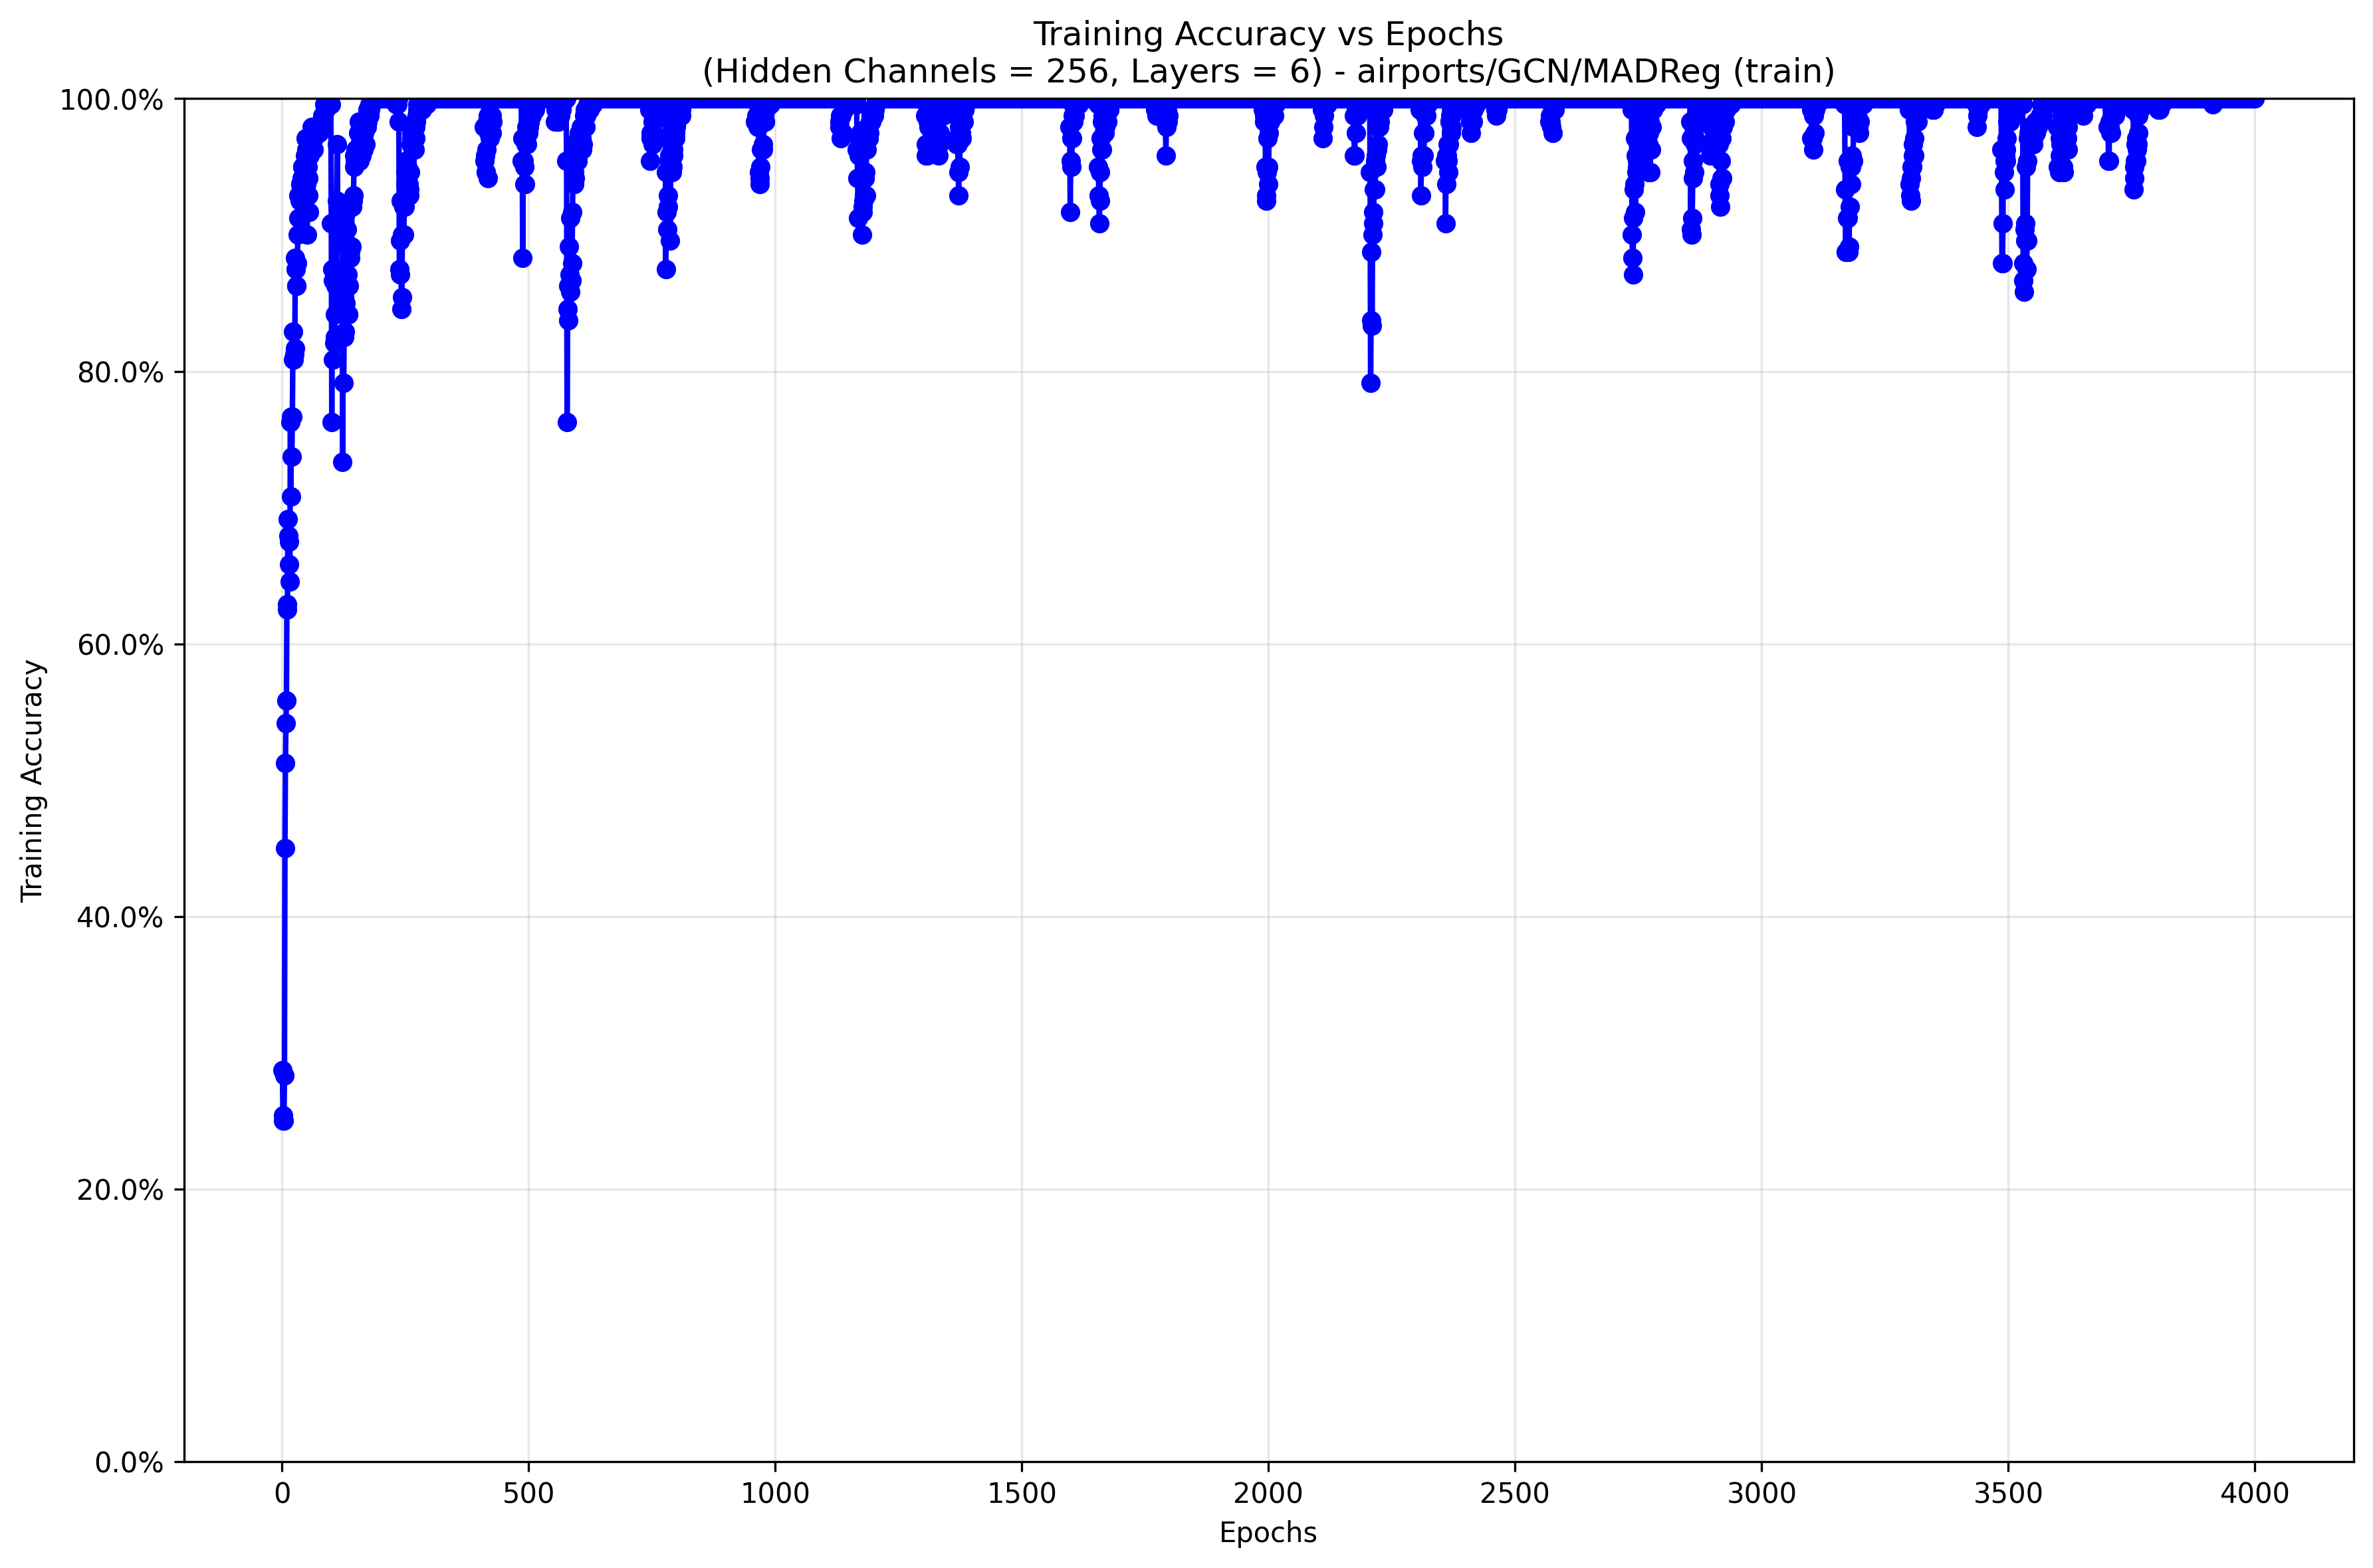 Training Accuracy vs Epochs
(Hidden Channels = 256, Layers = 6) - airports/GCN/MADReg (train)
100.0%
80.0%
60.0%
40.0%
20.0%
0.0%
Training Accuracy
0 500 1000 1500 2000 2500 3000 3500 4000
Epochs